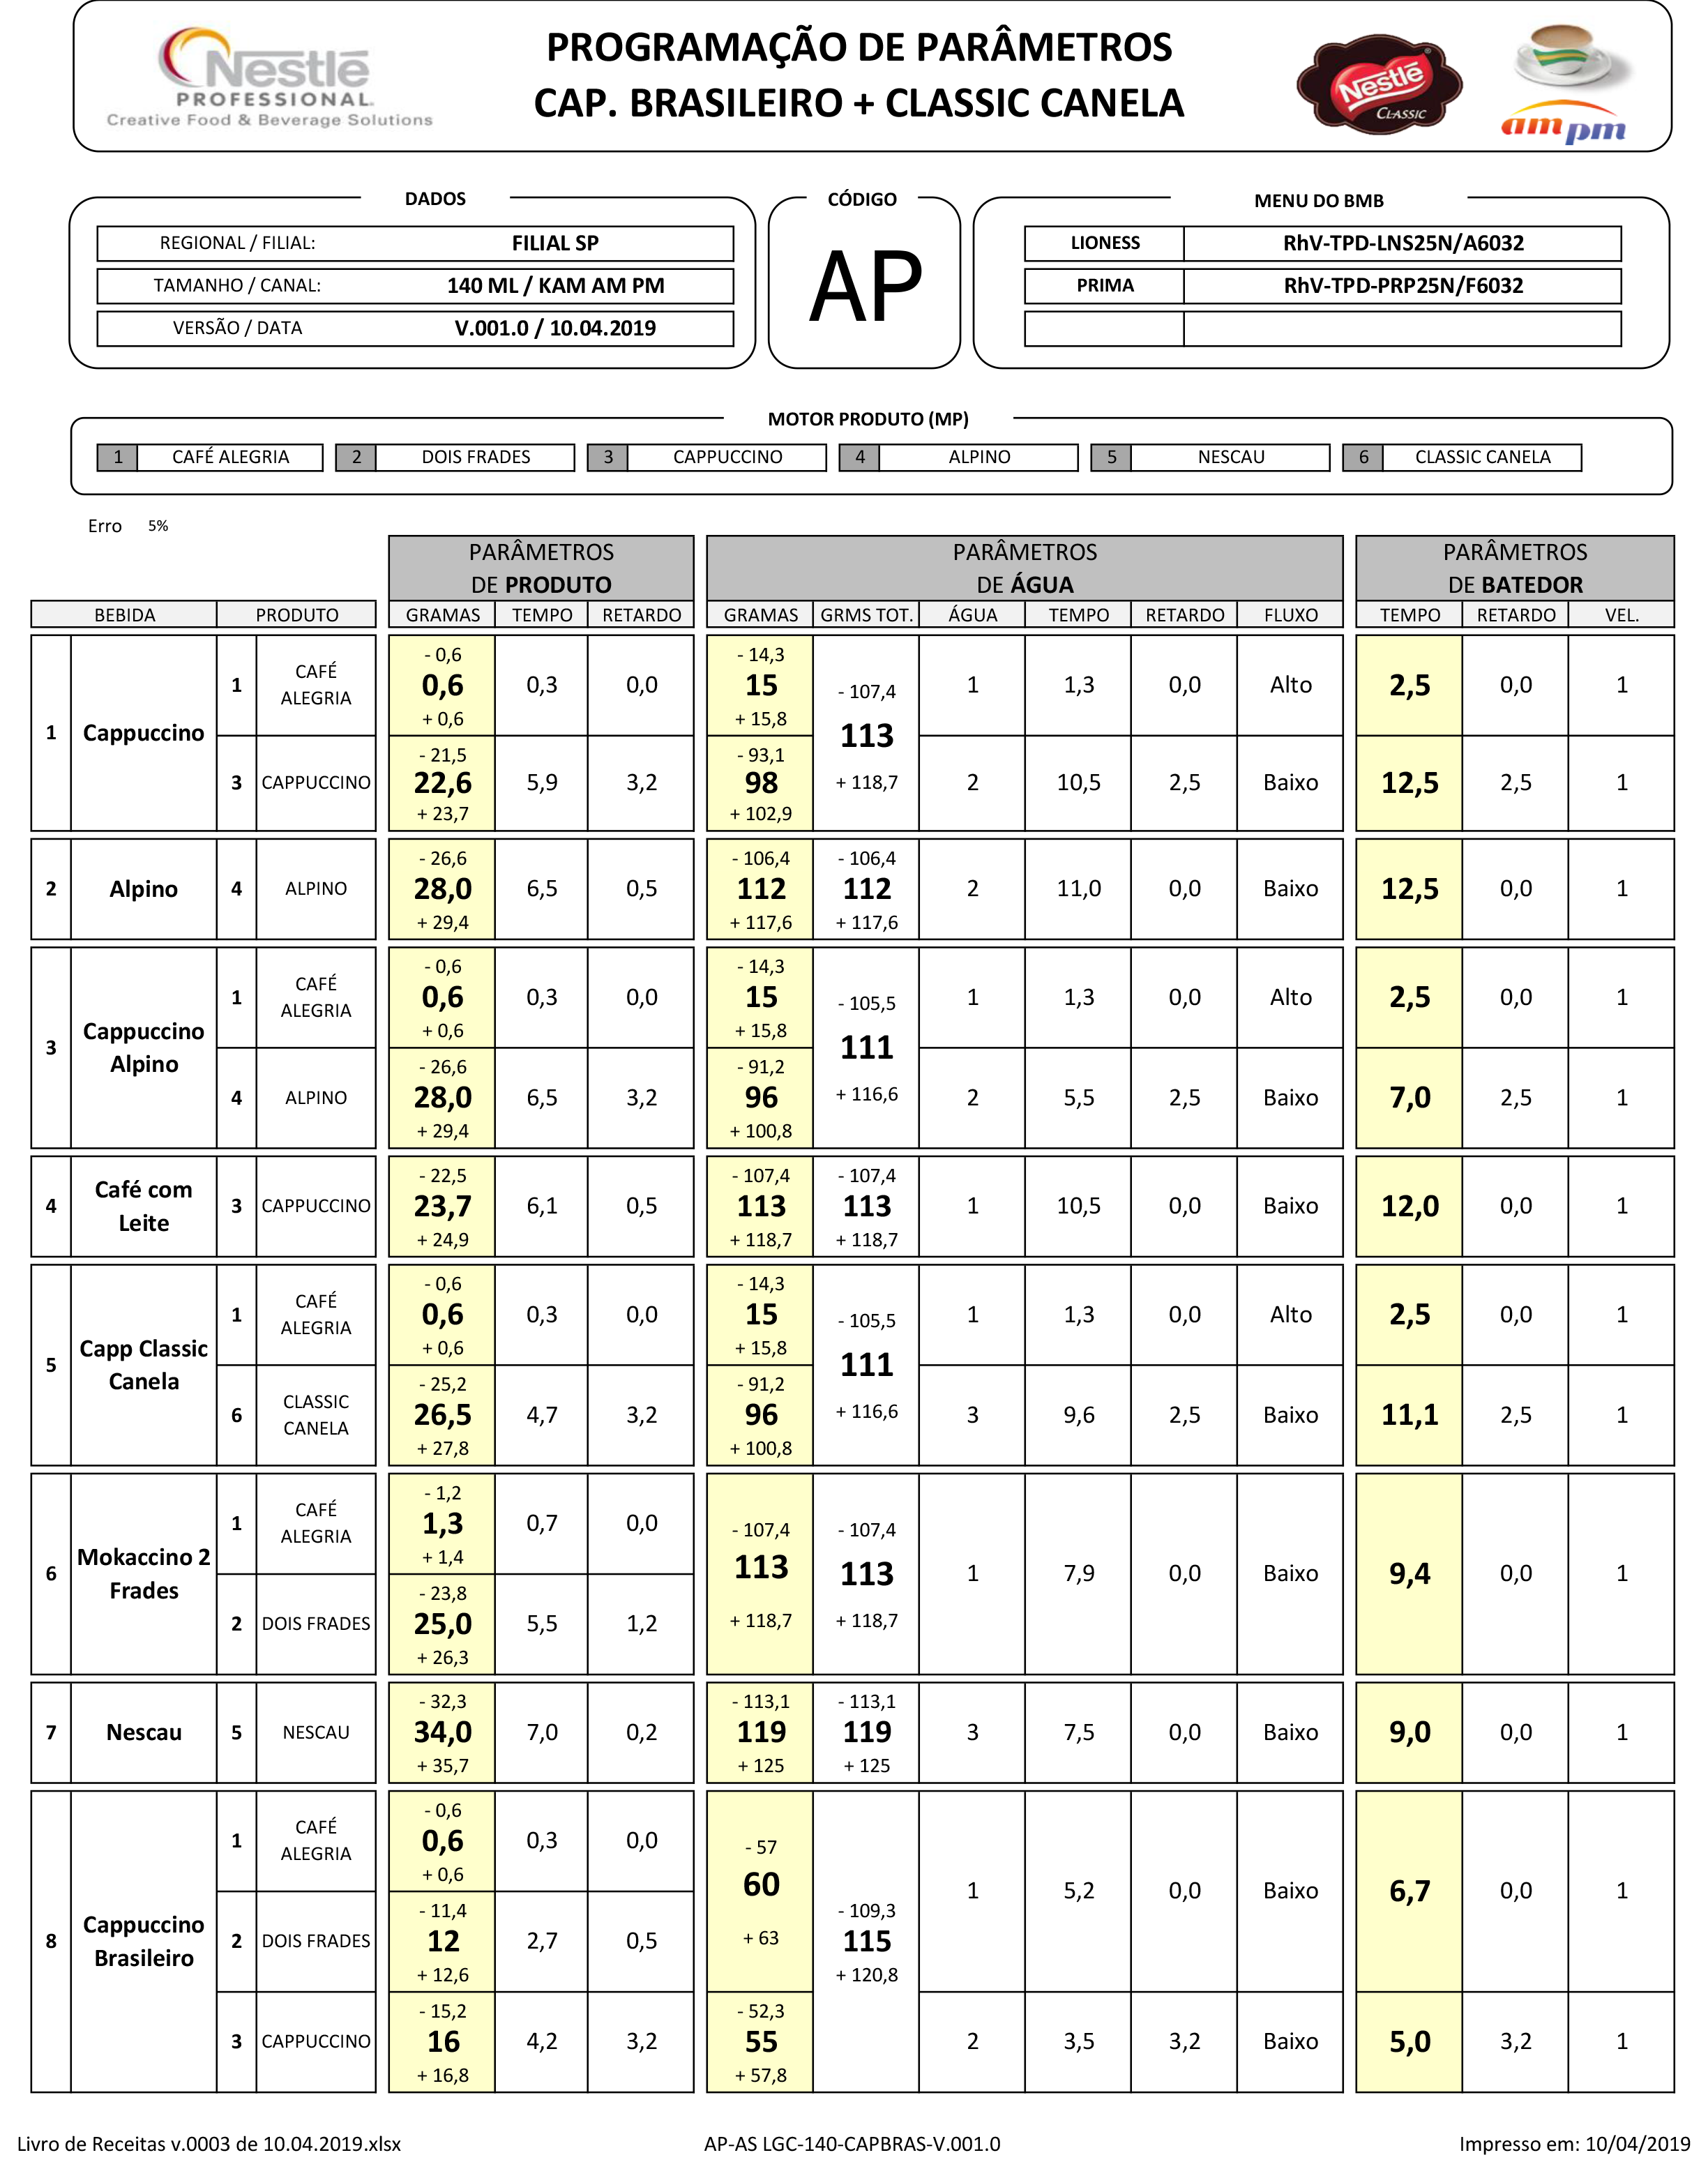 Nestlé
PROFESSIONAL.
Creative Food & Beverage Solutions
PROGRAMAÇÃO DE PARÂMETROS
CAP. BRASILEIRO + CLASSIC CANELA
Nestlé
CLASSIC
am pm
DADOS
REGIONAL / FILIAL: FILIAL SP
TAMANHO / CANAL: 140 ML / KAM AM PM
VERSÃO / DATA V.001.0 / 10.04.2019
CÓDIGO
AP
MENU DO BMB
LIONESS RhV-TPD-LNS25N/A6032
PRIMA RhV-TPD-PRP25N/F6032
MOTOR PRODUTO (MP)
1 CAFÉ ALEGRIA 2 DOIS FRADES 3 CAPPUCCINO 4 ALPINO 5 NESCAU 6 CLASSIC CANELA
Erro 5%
PARÂMETROS
DE PRODUTO
PARÂMETROS
DE ÁGUA
PARÂMETROS
DE BATEDOR
BEBIDA PRODUTO GRAMAS TEMPO RETARDO GRAMAS GRMS TOT. ÁGUA TEMPO RETARDO FLUXO TEMPO RETARDO VEL.
1 Cappuccino
1 CAFÉ
ALEGRIA
- 0,6
0,6
+ 0,6
0,3 0,0
- 14,3
15
+ 15,8
- 107,4
113
+ 118,7
1 1,3 0,0 Alto 2,5 0,0 1
3 CAPPUCCINO
- 21,5
22,6
+ 23,7
5,9 3,2
- 93,1
98
+ 102,9
2 10,5 2,5 Baixo 12,5 2,5 1
2 Alpino 4 ALPINO
- 26,6
28,0
+ 29,4
6,5 0,5
- 106,4
112
+ 117,6
- 106,4
112
+ 117,6
2 11,0 0,0 Baixo 12,5 0,0 1
3 Cappuccino
Alpino
1 CAFÉ
ALEGRIA
- 0,6
0,6
+ 0,6
0,3 0,0
- 14,3
15
+ 15,8
- 105,5
111
+ 116,6
1 1,3 0,0 Alto 2,5 0,0 1
4 ALPINO
- 26,6
28,0
+ 29,4
6,5 3,2
- 91,2
96
+ 100,8
2 5,5 2,5 Baixo 7,0 2,5 1
4 Café com
Leite
3 CAPPUCCINO
- 22,5
23,7
+ 24,9
6,1 0,5
- 107,4
113
+ 118,7
- 107,4
113
+ 118,7
1 10,5 0,0 Baixo 12,0 0,0 1
5 Capp Classic
Canela
1 CAFÉ
ALEGRIA
- 0,6
0,6
+ 0,6
0,3 0,0
- 14,3
15
+ 15,8
- 105,5
111
+ 116,6
1 1,3 0,0 Alto 2,5 0,0 1
6 CLASSIC
CANELA
- 25,2
26,5
+ 27,8
4,7 3,2
- 91,2
96
+ 100,8
3 9,6 2,5 Baixo 11,1 2,5 1
6 Mokaccino 2
Frades
1 CAFÉ
ALEGRIA
- 1,2
1,3
+ 1,4
0,7 0,0
- 107,4
113
+ 118,7
- 107,4
113
+ 118,7
1 7,9 0,0 Baixo 9,4 0,0 1
2 DOIS FRADES
- 23,8
25,0
+ 26,3
5,5 1,2
7 Nescau 5 NESCAU
- 32,3
34,0
+ 35,7
7,0 0,2
- 113,1
119
+ 125
- 113,1
119
+ 125
3 7,5 0,0 Baixo 9,0 0,0 1
8 Cappuccino
Brasileiro
1 CAFÉ
ALEGRIA
- 0,6
0,6
+ 0,6
0,3 0,0
- 57
60
+ 63
- 109,3
115
+ 120,8
1 5,2 0,0 Baixo 6,7 0,0 1
2 DOIS FRADES
- 11,4
12
+ 12,6
2,7 0,5
3 CAPPUCCINO
- 15,2
16
+ 16,8
4,2 3,2
- 52,3
55
+ 57,8
2 3,5 3,2 Baixo 5,0 3,2 1
Livro de Receitas v.0003 de 10.04.2019.xlsx AP-AS LGC-140-CAPBRAS-V.001.0 Impresso em: 10/04/2019